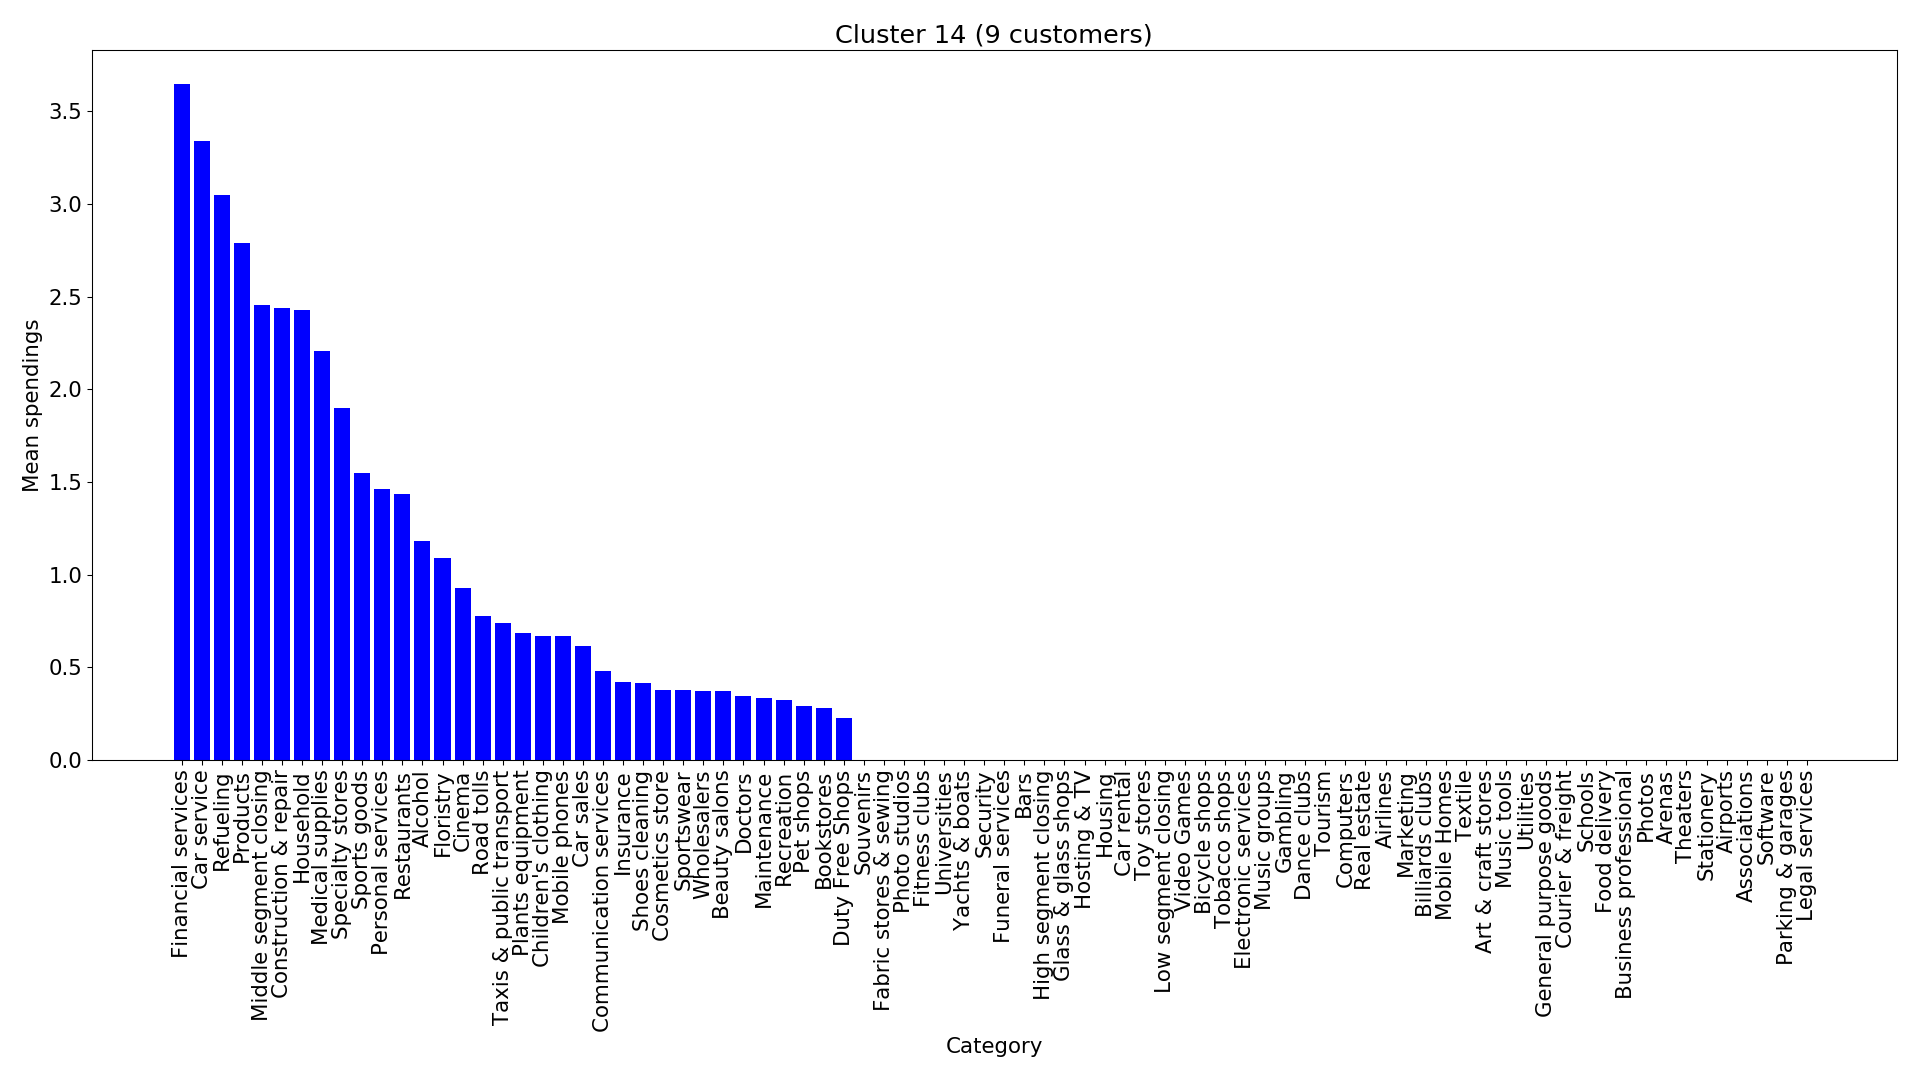 Cluster 14 (9 customers)
Mean spendings
3.5
3.0
2.5
2.0
1.5
1.0
0.5
0.0
Financial services
Car service
Refueling
Products
Middle segment closing
Construction & repair
Household
Medical supplies
Specialty stores
Sports goods
Personal services
Restaurants
Alcohol
Floristry
Cinema
Road tolls
Taxis & public transport
Plants equipment
Children's clothing
Mobile phones
Car sales
Communication services
Insurance
Shoes cleaning
Cosmetics store
Sportswear
Wholesalers
Beauty salons
Doctors
Maintenance
Recreation
Pet shops
Bookstores
Duty Free Shops
Souvenirs
Fabric stores & sewing
Photo studios
Fitness clubs
Universities
Yachts & boats
Security
Funeral services
Bars
High segment closing
Glass & glass shops
Hosting & TV
Housing
Car rental
Toy stores
Low segment closing
Video Games
Bicycle shops
Tobacco shops
Electronic services
Music groups
Gambling
Dance clubs
Tourism
Computers
Real estate
Airlines
Marketing
Billiards clubs
Mobile Homes
Textile
Art & craft stores
Music tools
Utilities
General purpose goods
Courier & freight
Schools
Food delivery
Business professional
Photos
Arenas
Theaters
Stationery
Airports
Associations
Software
Parking & garages
Legal services
Category